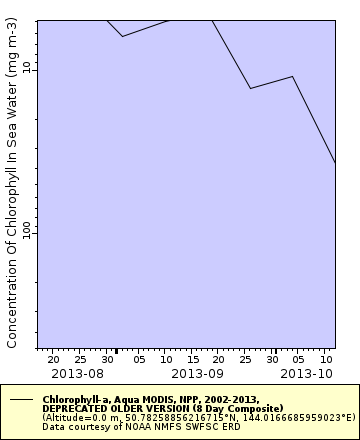 Concentration Of Chlorophyll In Sea Water (mg m-3)
10
100
20 25 30 05 10 15 20 25 30 05 10
2013-08 2013-09 2013-10
Chlorophyll-a, Aqua MODIS, NPP, 2002-2013,
DEPRECATED OLDER VERSION (8 Day Composite)
(Altitude=0.0 m, 50.78258856216715°N, 144.0166685959023°E)
Data courtesy of NOAA NMFS SWFSC ERD